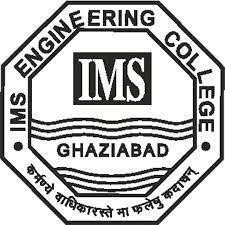 IMS ENGINEERING COLLEGE
IMS
GHAZIABAD
कर्मण्ये वाधिकारस्ते मा फलेषु कदाचन्